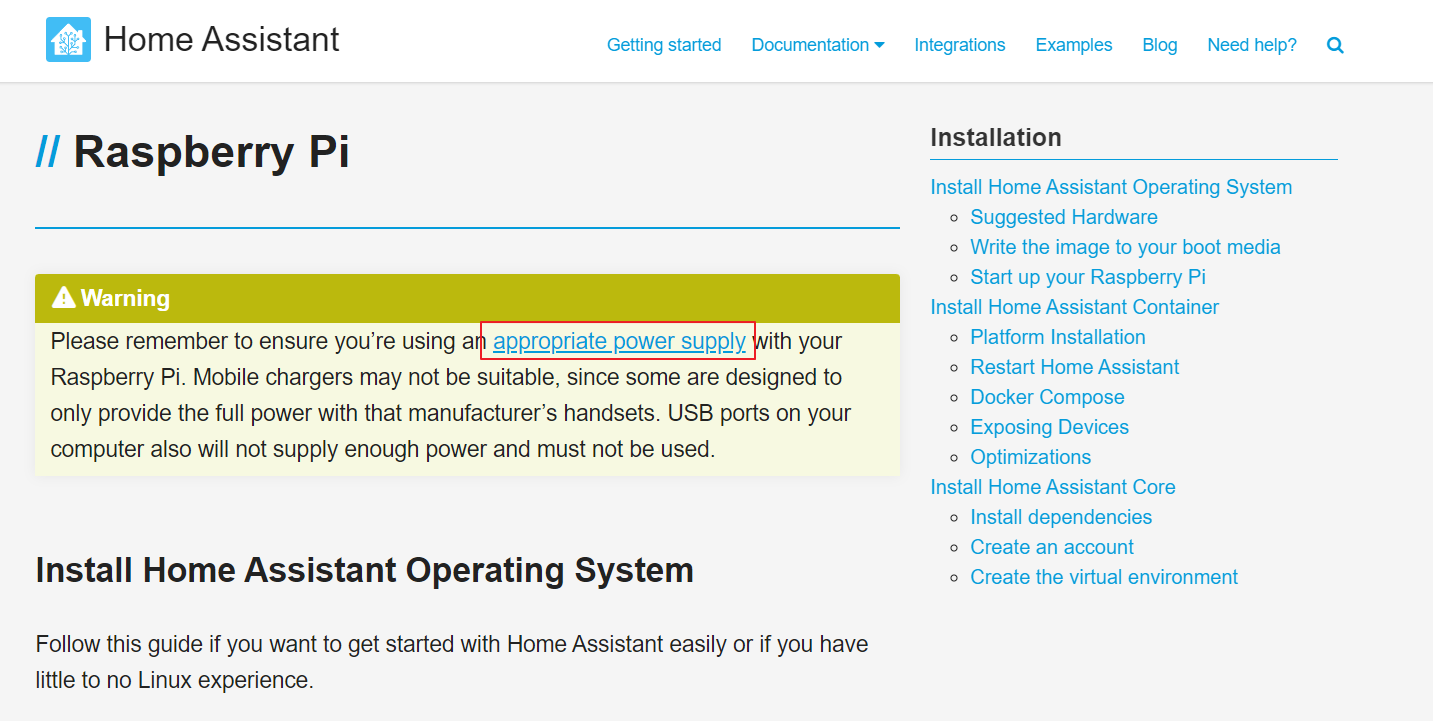 Home Assistant
Getting started Documentation Integrations Examples Blog Need help?
// Raspberry Pi
Warning
Please remember to ensure you’re using an appropriate power supply with your
Raspberry Pi. Mobile chargers may not be suitable, since some are designed to
only provide the full power with that manufacturer’s handsets. USB ports on your
computer also will not supply enough power and must not be used.
Install Home Assistant Operating System
Follow this guide if you want to get started with Home Assistant easily or if you have
little to no Linux experience.
Installation
Install Home Assistant Operating System
Suggested Hardware
Write the image to your boot media
Start up your Raspberry Pi
Install Home Assistant Container
Platform Installation
Restart Home Assistant
Docker Compose
Exposing Devices
Optimizations
Install Home Assistant Core
Install dependencies
Create an account
Create the virtual environment